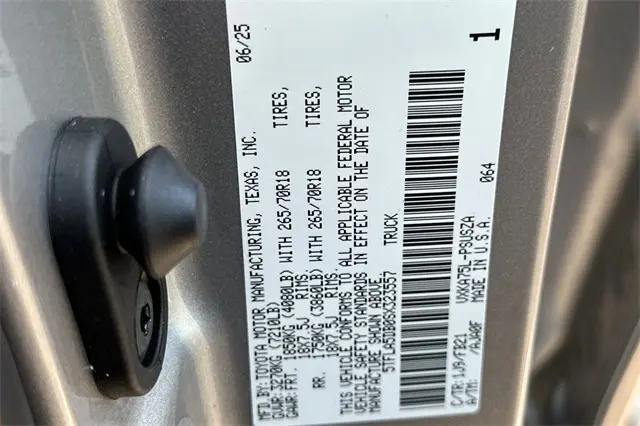 MFD. BY: TOYOTA MOTOR MANUFACTURING, TEXAS, INC. 06/25
GVWR: 3270KG (7210LB)
GAWR: FRT. 1850KG (4080LB) WITH 265/70R18 TIRES,
18X7.5J RIMS,
RR. 1750KG (3860LB) WITH 265/70R18 TIRES,
18X7.5J RIMS.
THIS VEHICLE CONFORMS TO ALL APPLICABLE FEDERAL MOTOR
VEHICLE SAFETY STANDARDS IN EFFECT ON THE DATE OF
MANUFACTURE SHOWN ABOVE.
5TFLA5DB0SX323557 TRUCK
C/TR: 1J9/FB21 VXKA75L-PSUSZA
A/TM: /AJA0F MADE IN U.S.A. 064
1